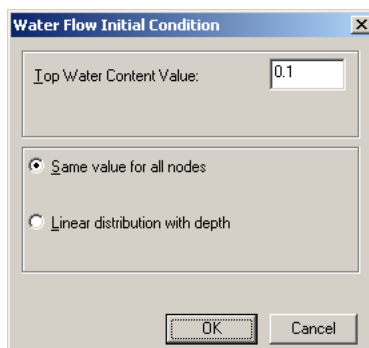 Water Flow Initial Condition
Top Water Content Value: 0.1
Same value for all nodes
Linear distribution with depth
OK Cancel